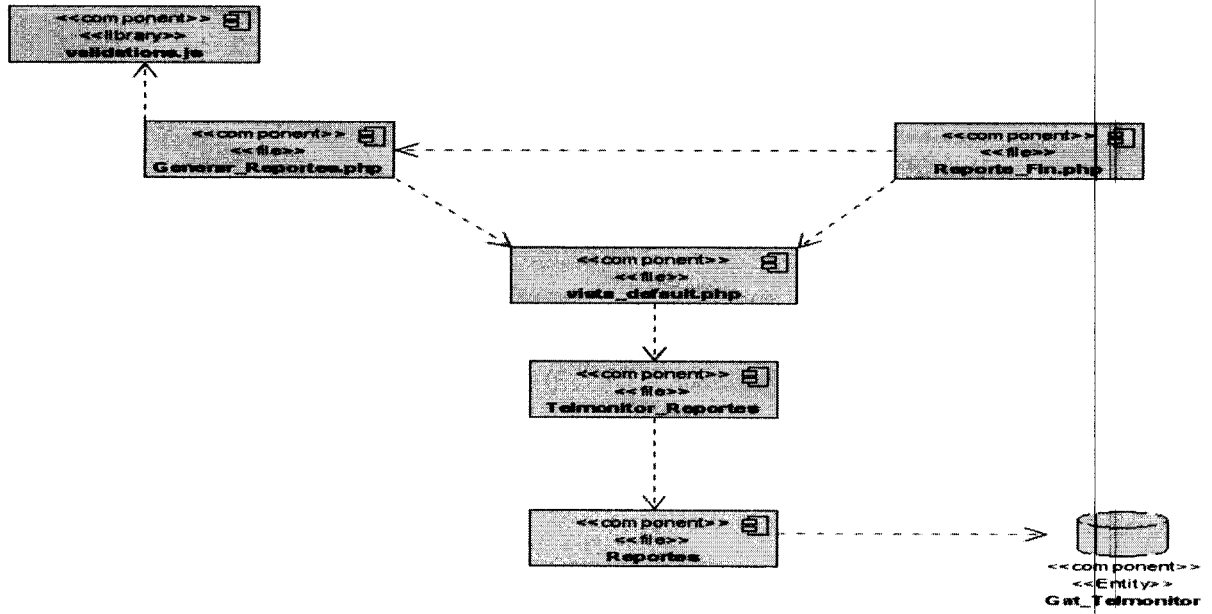 <<component>>
<<library>>
validations.js
<<component>>
<<file>>
Generar_Reportes.php
<<component>>
<<file>>
Reporte_Fin.php
<<component>>
<<file>>
vista_default.php
<<component>>
<<file>>
Telmonitor_Reportes
<<component>>
<<file>>
Reportes
<<component>>
<<Entity>>
Gat_Telmonitor